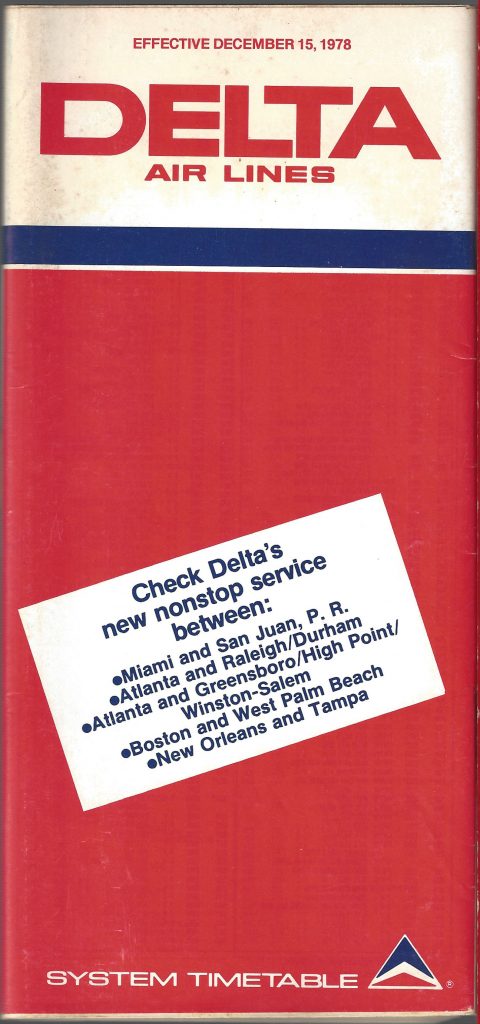 EFFECTIVE DECEMBER 15, 1978
DELTA
AIR LINES
Check Delta's
new nonstop service
between:
●Miami and San Juan, P. R.
●Atlanta and Raleigh/Durham
●Atlanta and Greensboro/High Point/
Winston-Salem
●Boston and West Palm Beach
●New Orleans and Tampa
SYSTEM TIMETABLE ®